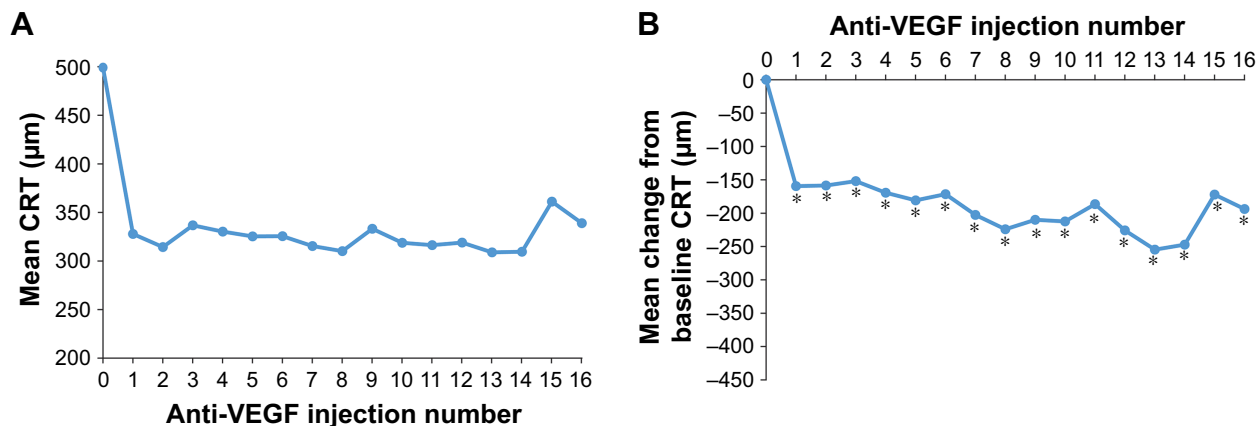 A
500
450
400
350
300
250
200
Mean CRT (μm)
0 1 2 3 4 5 6 7 8 9 10 11 12 13 14 15 16
Anti-VEGF injection number
B
Anti-VEGF injection number
0 1 2 3 4 5 6 7 8 9 10 11 12 13 14 15 16
0
–50
–100
–150
–200
–250
–300
–350
–400
–450
Mean change from
baseline CRT (μm)
* * * * * * * * * * * * * * * *